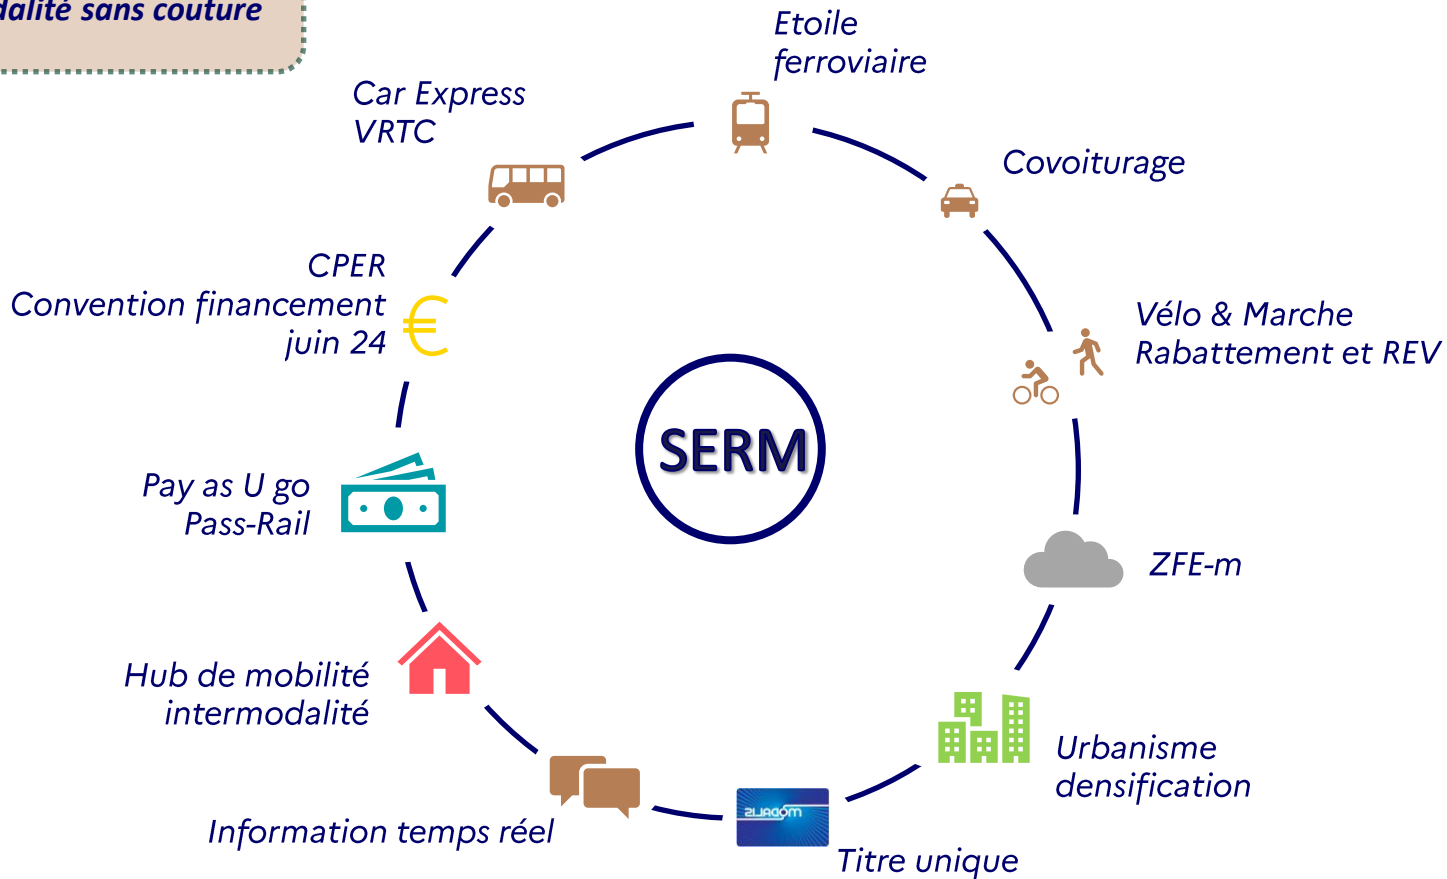 sans couture
Etoile
ferroviaire
Car Express
VRTC
Covoiturage
CPER
Convention financement
juin 24
Vélo & Marche
Rabattement et REV
SERM
Pay as U go
Pass-Rail
ZFE-m
Hub de mobilité
intermodalité
Urbanisme
densification
Information temps réel
Titre unique